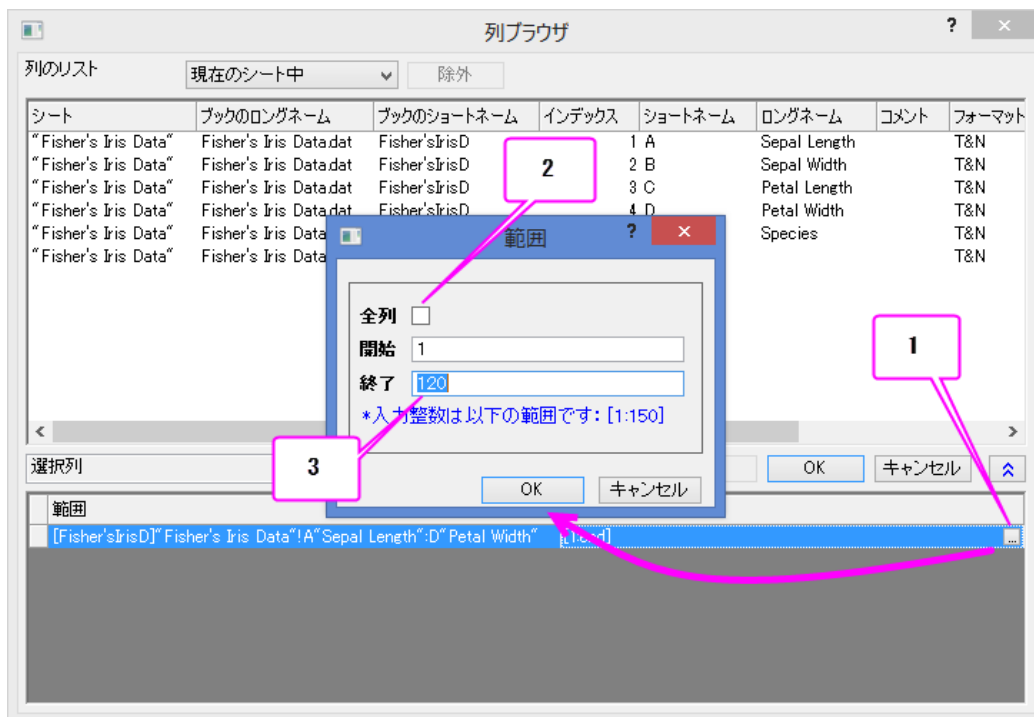 列ブラウザ
?
×
列のリスト
現在のシート中
除外
シート ブックのロングネーム ブックのショートネーム インデックス ショートネーム ロングネーム コメント フォーマット
"Fisher's Iris Data" Fisher's Iris Data.dat Fisher'sIrisD 1 A Sepal Length T&N
"Fisher's Iris Data" Fisher's Iris Data.dat Fisher'sIrisD 2 B Sepal Width T&N
"Fisher's Iris Data" Fisher's Iris Data.dat Fisher'sIrisD 3 C Petal Length T&N
"Fisher's Iris Data" Fisher's Iris Data.dat Fisher'sIrisD 4 D Petal Width T&N
"Fisher's Iris Data" Fisher's Iris Data Species T&N
"Fisher's Iris Data" Fisher's Iris Data T&N
2
範囲
?
×
全列
開始 1
終了 120
*入力整数は以下の範囲です: [1:150]
1
3
OK
キャンセル
選択列
OK
キャンセル
範囲
[Fisher'sIrisD]"Fisher's Iris Data"!A"Sepal Length":D"Petal Width" [1:end]
...